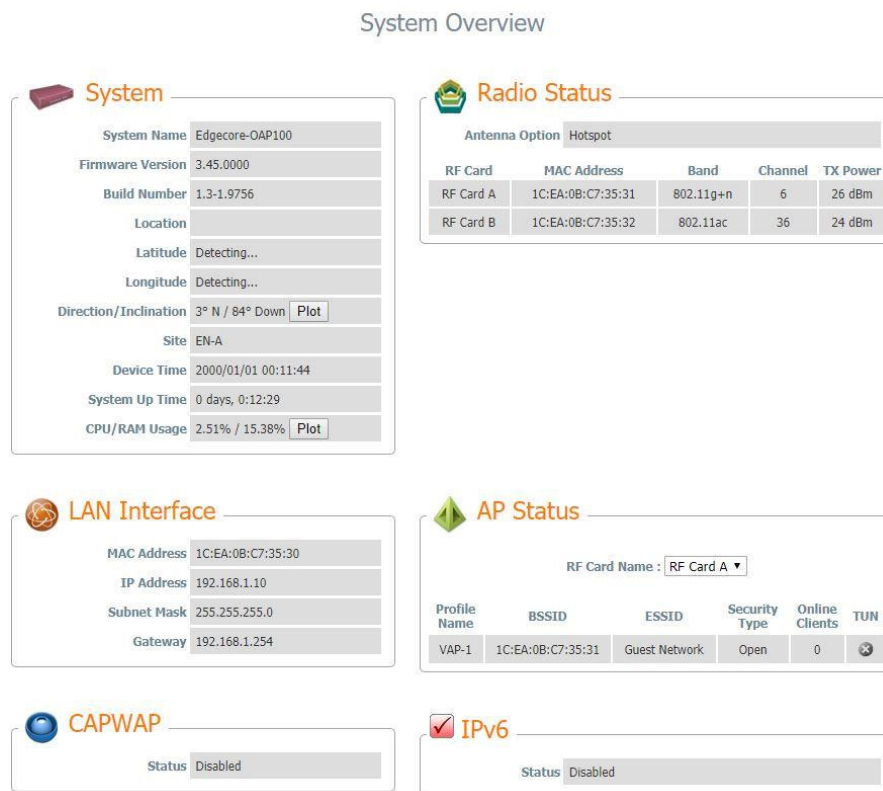 System Overview
System
System Name Edgecore-OAP100
Firmware Version 3.45.0000
Build Number 1.3-1.9756
Location
Latitude Detecting...
Longitude Detecting...
Direction/Inclination 3° N / 84° Down Plot
Site EN-A
Device Time 2000/01/01 00:11:44
System Up Time 0 days, 0:12:29
CPU/RAM Usage 2.51% / 15.38% Plot
Radio Status
Antenna Option Hotspot
RF Card MAC Address Band Channel TX Power
RF Card A 1C:EA:0B:C7:35:31 802.11g+n 6 26 dBm
RF Card B 1C:EA:0B:C7:35:32 802.11ac 36 24 dBm
LAN Interface
MAC Address 1C:EA:0B:C7:35:30
IP Address 192.168.1.10
Subnet Mask 255.255.255.0
Gateway 192.168.1.254
AP Status
RF Card Name : RF Card A
Profile Name BSSID ESSID Security Type Online Clients TUN
VAP-1 1C:EA:0B:C7:35:31 Guest Network Open 0
CAPWAP
Status Disabled
IPv6
Status Disabled